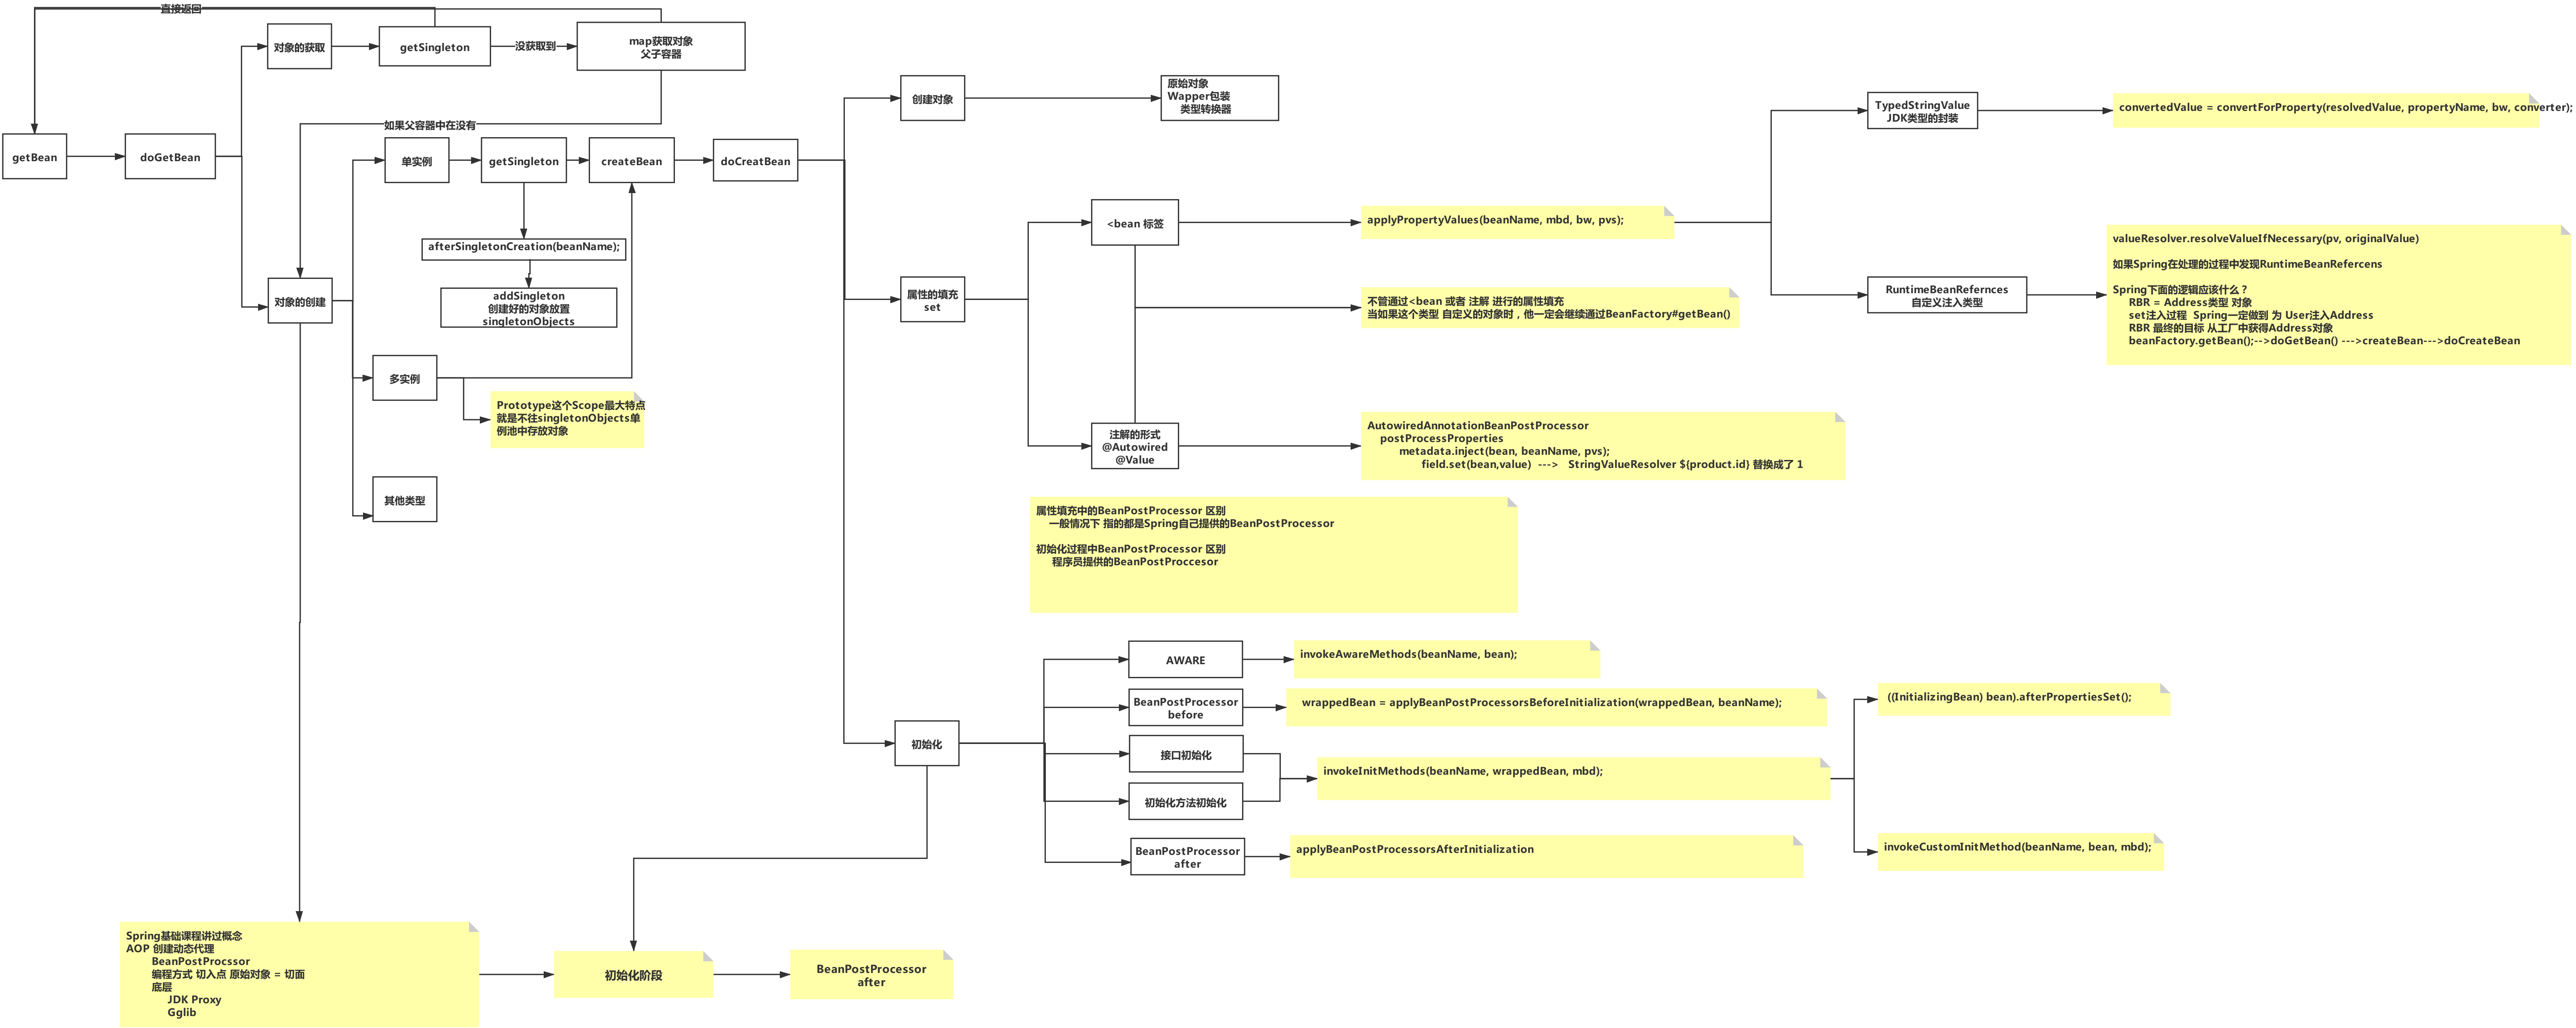 直接返回
对象的获取
getSingleton
没获取到
map获取对象
父子容器
如果父容器中在没有
getBean
doGetBean
单实例
getSingleton
createBean
doCreatBean
afterSingletonCreation(beanName);
addSingleton
创建好的对象放置
singletonObjects
对象的创建
多实例
Prototype这个Scope最大特点
就是不往singletonObjects单
例池中存放对象
其他类型
创建对象
原始对象
Wapper包装
类型转换器
属性的填充
set
<bean 标签
applyPropertyValues(beanName, mbd, bw, pvs);
TypedStringValue
JDK类型的封装
convertedValue = convertForProperty(resolvedValue, propertyName, bw, converter);
RuntimeBeanRefernces
自定义注入类型
valueResolver.resolveValueIfNecessary(pv, originalValue)
如果Spring在处理的过程中发现RuntimeBeanRefercens
Spring下面的逻辑应该什么？
RBR = Address类型 对象
set注入过程  Spring一定做到 为 User注入Address
RBR 最终的目标 从工厂中获得Address对象
beanFactory.getBean();-->doGetBean() --->createBean--->doCreateBean
不管通过<bean 或者 注解 进行的属性填充
当如果这个类型 自定义的对象时，他一定会继续通过BeanFactory#getBean()
注解的形式
@Autowired
@Value
AutowiredAnnotationBeanPostProcessor
postProcessProperties
metadata.inject(bean, beanName, pvs);
field.set(bean,value)  --->   StringValueResolver ${product.id} 替换成了 1
属性填充中的BeanPostProcessor 区别
一般情况下 指的都是Spring自己提供的BeanPostProcessor
初始化过程中BeanPostProcessor 区别
程序员提供的BeanPostProccesor
初始化
AWARE
invokeAwareMethods(beanName, bean);
BeanPostProcessor
before
wrappedBean = applyBeanPostProcessorsBeforeInitialization(wrappedBean, beanName);
接口初始化
初始化方法初始化
invokeInitMethods(beanName, wrappedBean, mbd);
((InitializingBean) bean).afterPropertiesSet();
invokeCustomInitMethod(beanName, bean, mbd);
BeanPostProcessor
after
applyBeanPostProcessorsAfterInitialization
Spring基础课程讲过概念
AOP 创建动态代理
BeanPostProcssor
编程方式 切入点 原始对象 = 切面
底层
JDK Proxy
Gglib
初始化阶段
BeanPostProcessor
after